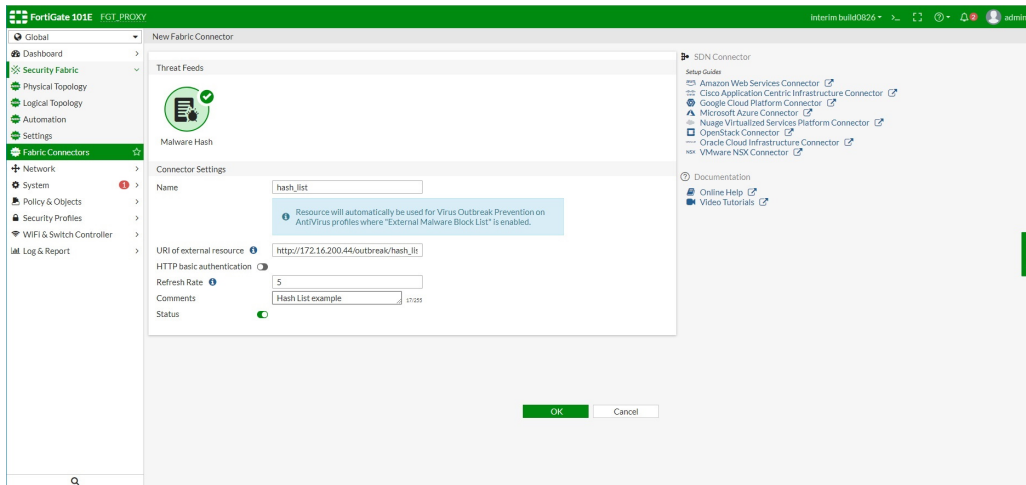 FortiGate 101E FGT_PROXY
interim build0826
>_
2
admin
Global
Dashboard
Security Fabric
Physical Topology
Logical Topology
Automation
Settings
Fabric Connectors
Network
System 1
Policy & Objects
Security Profiles
WiFi & Switch Controller
Log & Report
New Fabric Connector
Threat Feeds
Malware Hash
Connector Settings
Name hash_list
Resource will automatically be used for Virus Outbreak Prevention on
AntiVirus profiles where "External Malware Block List" is enabled.
URI of external resource http://172.16.200.44/outbreak/hash_lis
HTTP basic authentication
Refresh Rate 5
Comments Hash List example 17/255
Status
OK Cancel
SDN Connector
Setup Guides
Amazon Web Services Connector
Cisco Application Centric Infrastructure Connector
Google Cloud Platform Connector
Microsoft Azure Connector
Nuage Virtualized Services Platform Connector
OpenStack Connector
Oracle Cloud Infrastructure Connector
NSX VMware NSX Connector
Documentation
Online Help
Video Tutorials